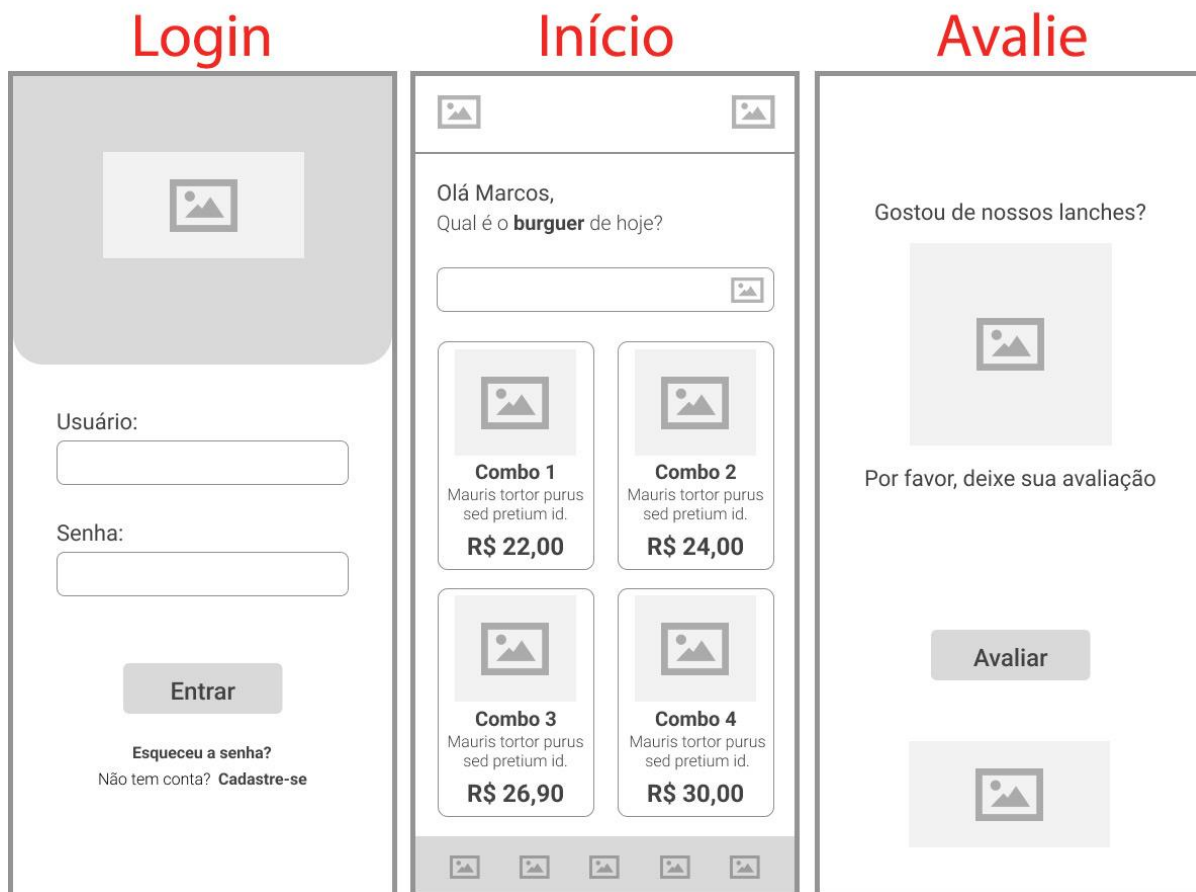 Login
Início
Avalie
Usuário:
Senha:
Entrar
Esqueceu a senha?
Não tem conta? Cadastre-se
Olá Marcos,
Qual é o burguer de hoje?
Combo 1
Mauris tortor purus
sed pretium id.
R$ 22,00
Combo 2
Mauris tortor purus
sed pretium id.
R$ 24,00
Combo 3
Mauris tortor purus
sed pretium id.
R$ 26,90
Combo 4
Mauris tortor purus
sed pretium id.
R$ 30,00
Gostou de nossos lanches?
Por favor, deixe sua avaliação
Avaliar